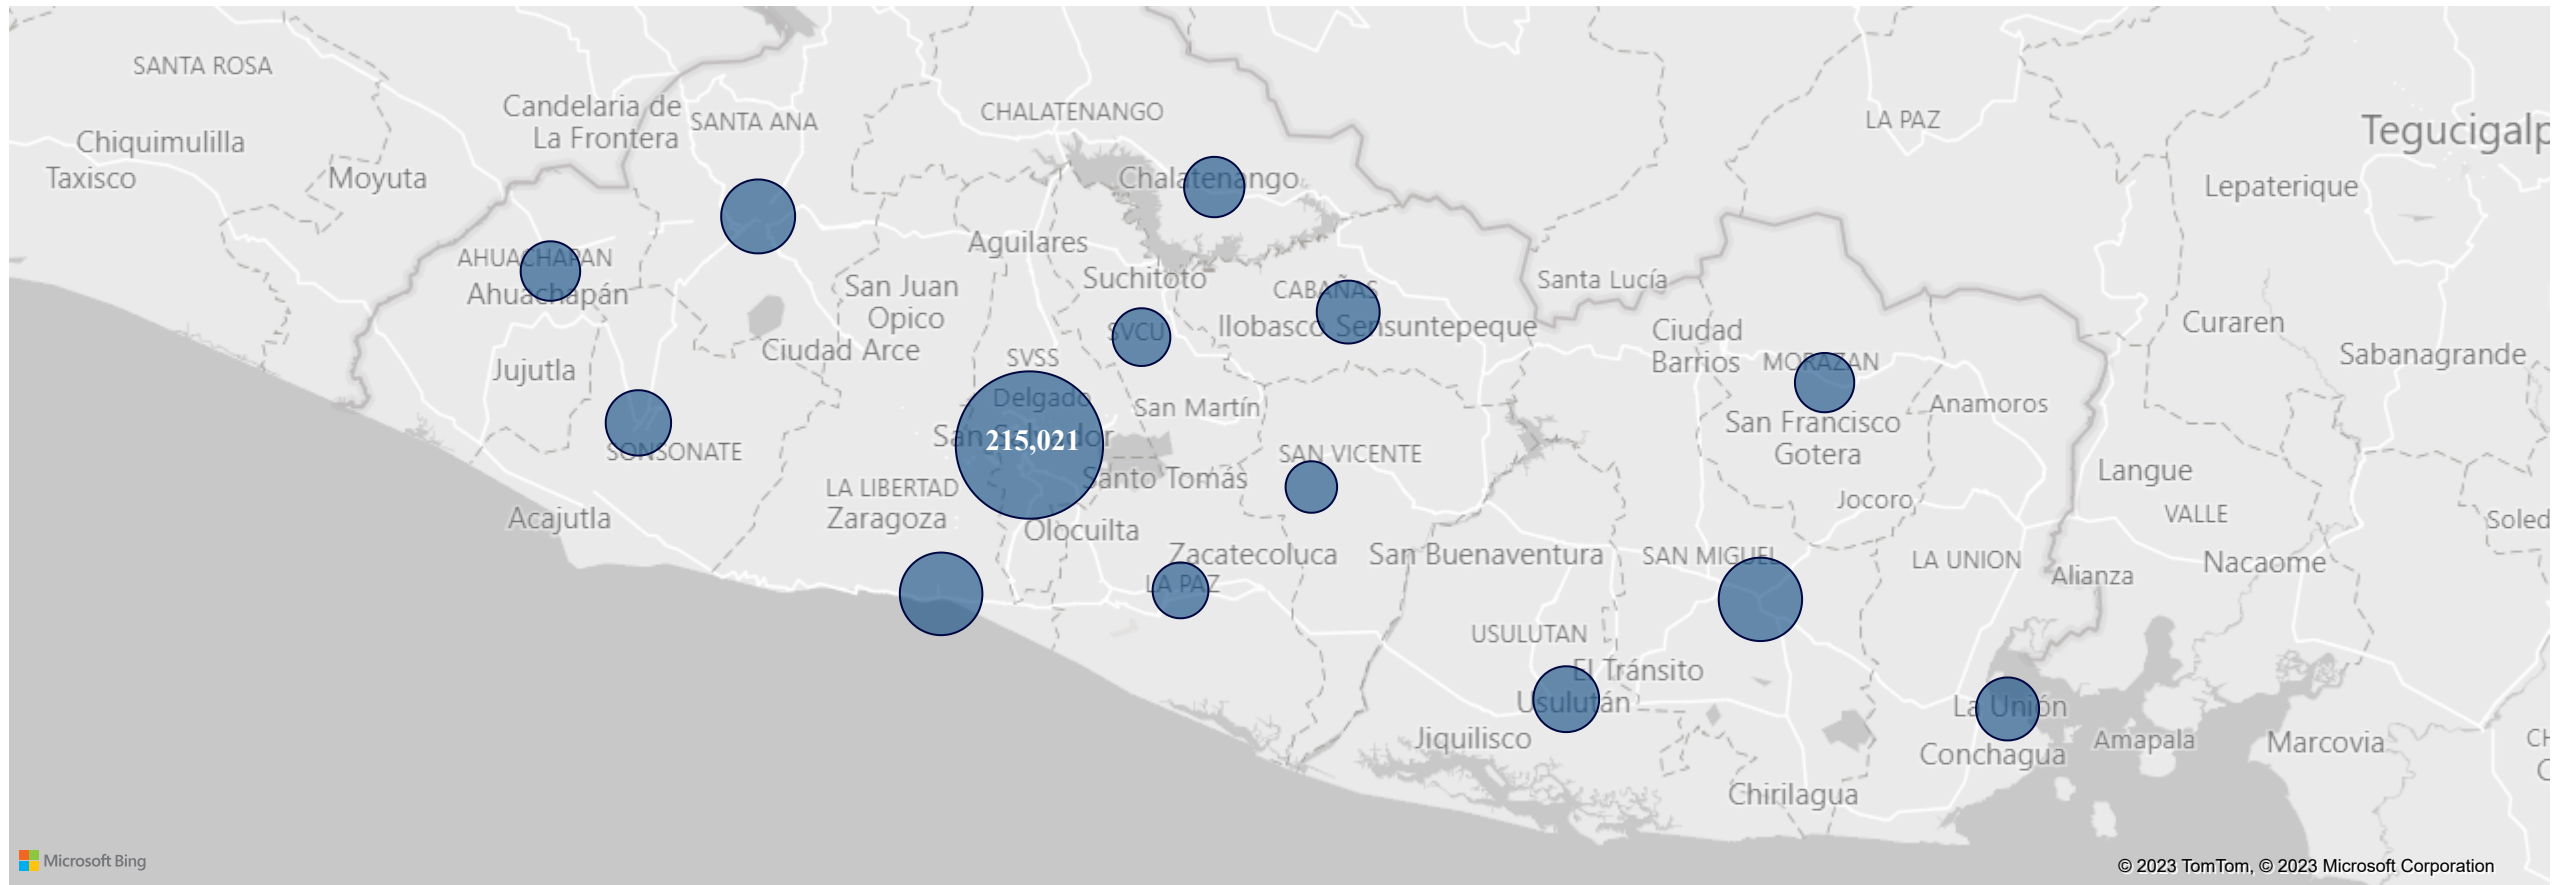 SANTA ROSA
Candelaria de
La Frontera
SANTA ANA
CHALATENANGO
LA PAZ
Tegucigalp
Chiquimulilla
Taxisco
Moyuta
Chalatenango
Lepaterique
AHUACHAPAN
Ahuachapán
Aguilares
Suchitoto
San Juan
Opico
CABAÑAS
Ilobasco
Sensuntepeque
Santa Lucía
Ciudad
Barrios
Curaren
Sabanagrande
SVCU
Ciudad Arce
SVSS
MORAZAN
Jujutla
Delgado
San Martín
San Francisco
Gotera
Anamoros
San Salvador
215,021
SONSONATE
SAN VICENTE
Santo Tomás
Langue
LA LIBERTAD
Zaragoza
Jocoro
VALLE
Soled
Acajutla
Olocuilta
Zacatecoluca
San Buenaventura
SAN MIGUEL
LA UNION
Alianza
Nacaome
LA PAZ
USULUTAN
El Tránsito
Usulután
La Unión
Jiquilisco
Conchagua
Amapala
Marcovia
CH
C
Chirilagua
Microsoft Bing
© 2023 TomTom, © 2023 Microsoft Corporation